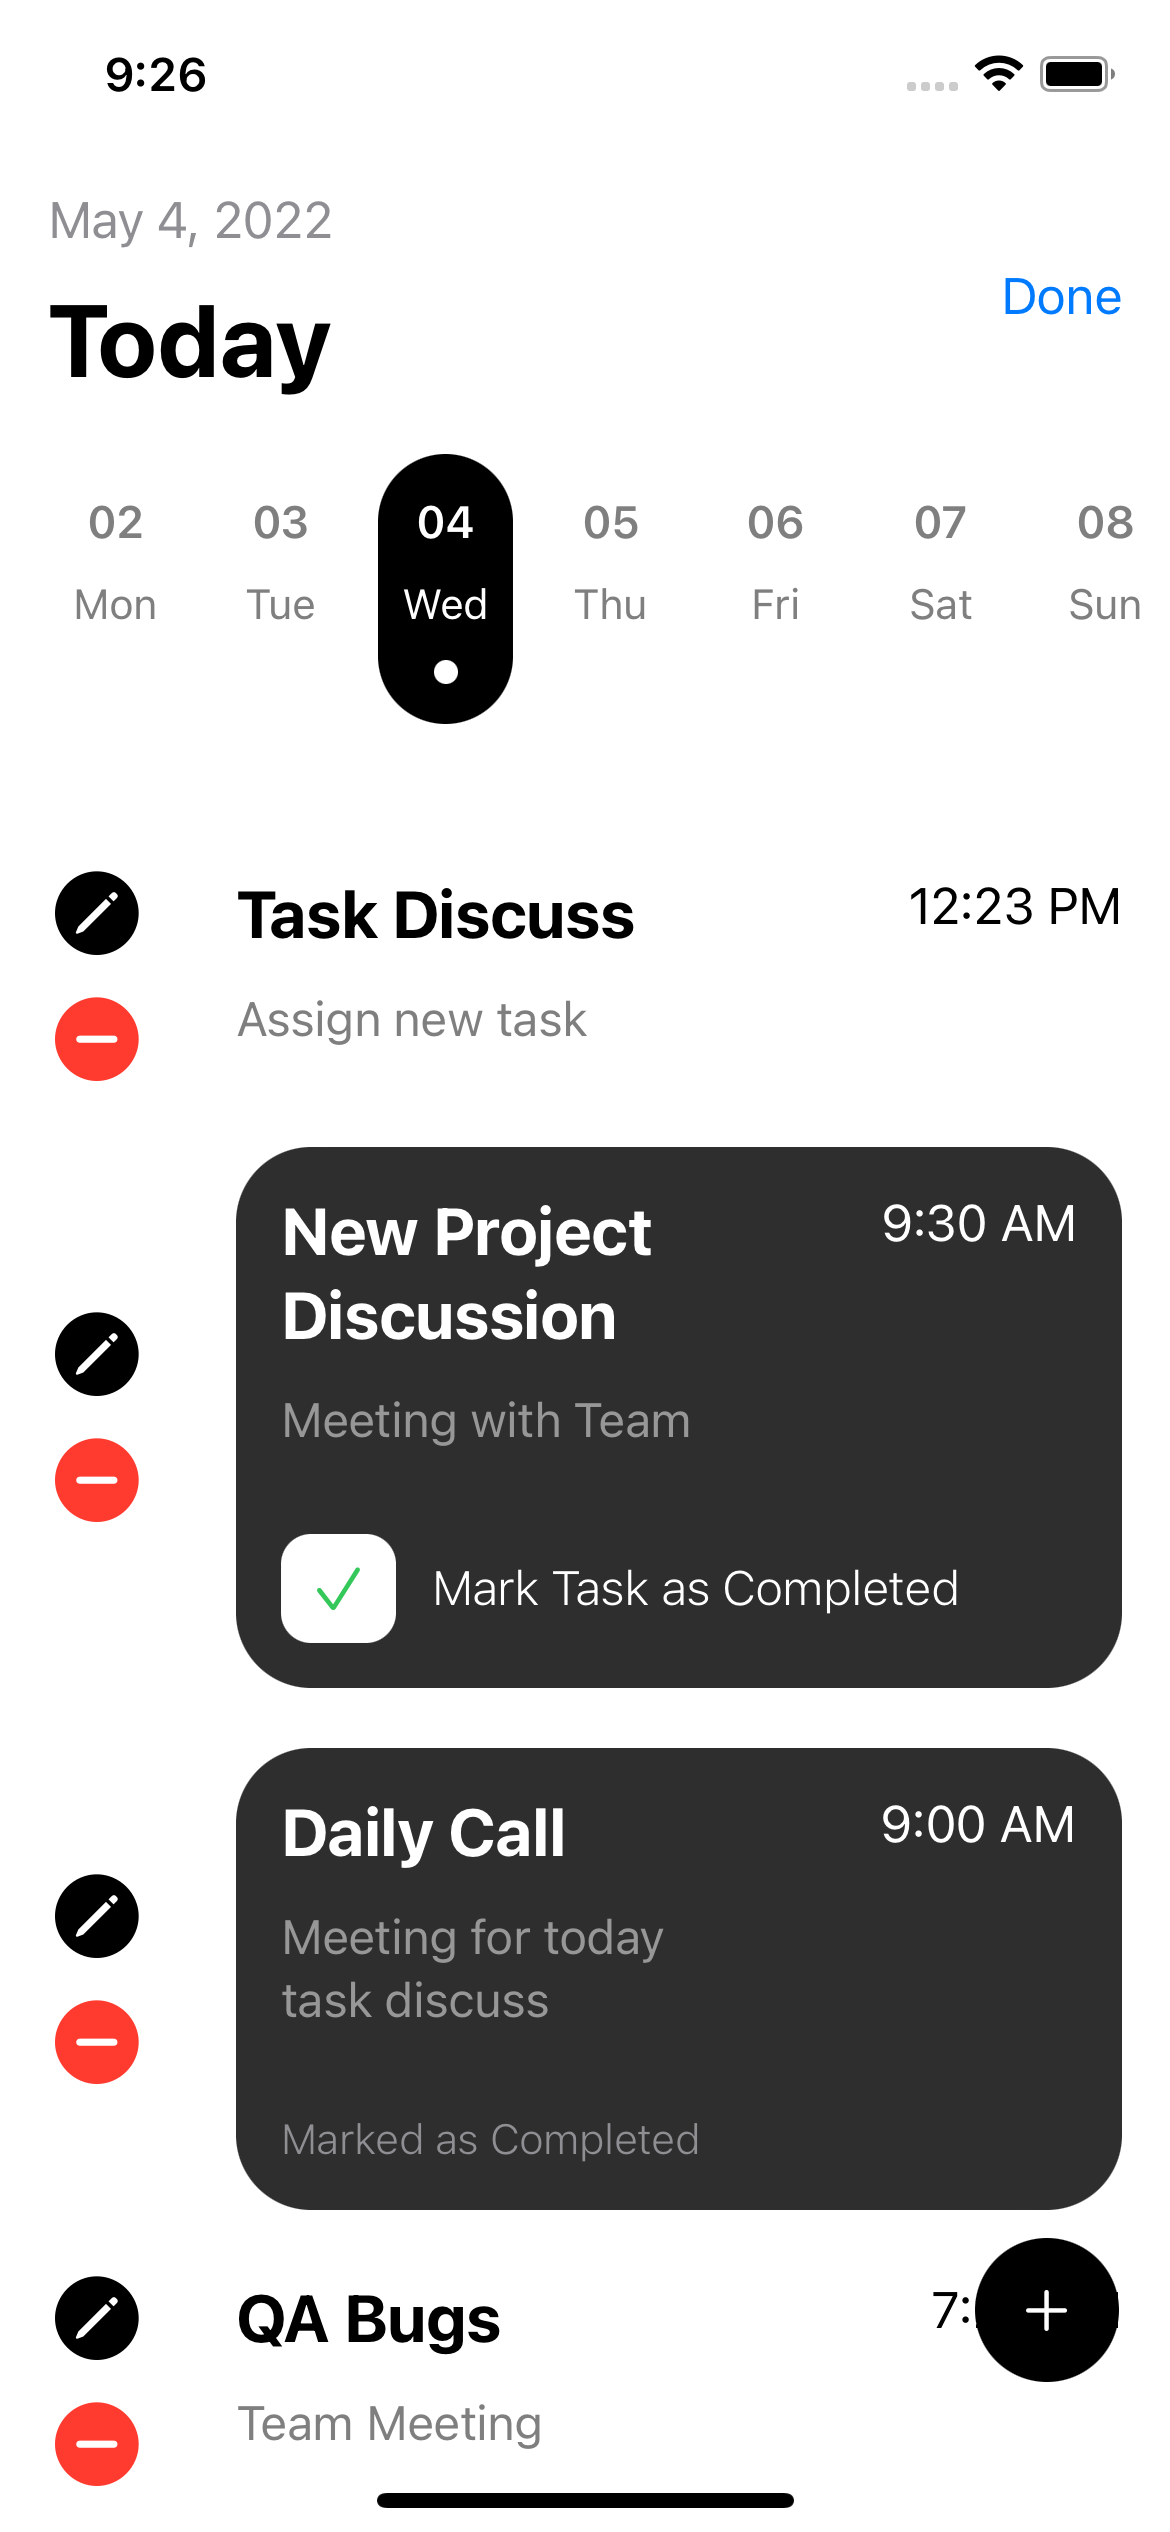 9:26
May 4, 2022
Today
Done
02 03 04 05 06 07 08
Mon Tue Wed Thu Fri Sat Sun
Task Discuss 12:23 PM
Assign new task
New Project 9:30 AM
Discussion
Meeting with Team
Mark Task as Completed
Daily Call 9:00 AM
Meeting for today
task discuss
Marked as Completed
QA Bugs
Team Meeting